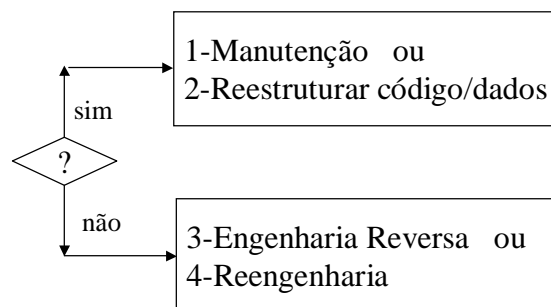 1-Manutenção ou
2-Reestruturar código/dados
sim
?
não
3-Engenharia Reversa ou
4-Reengenharia